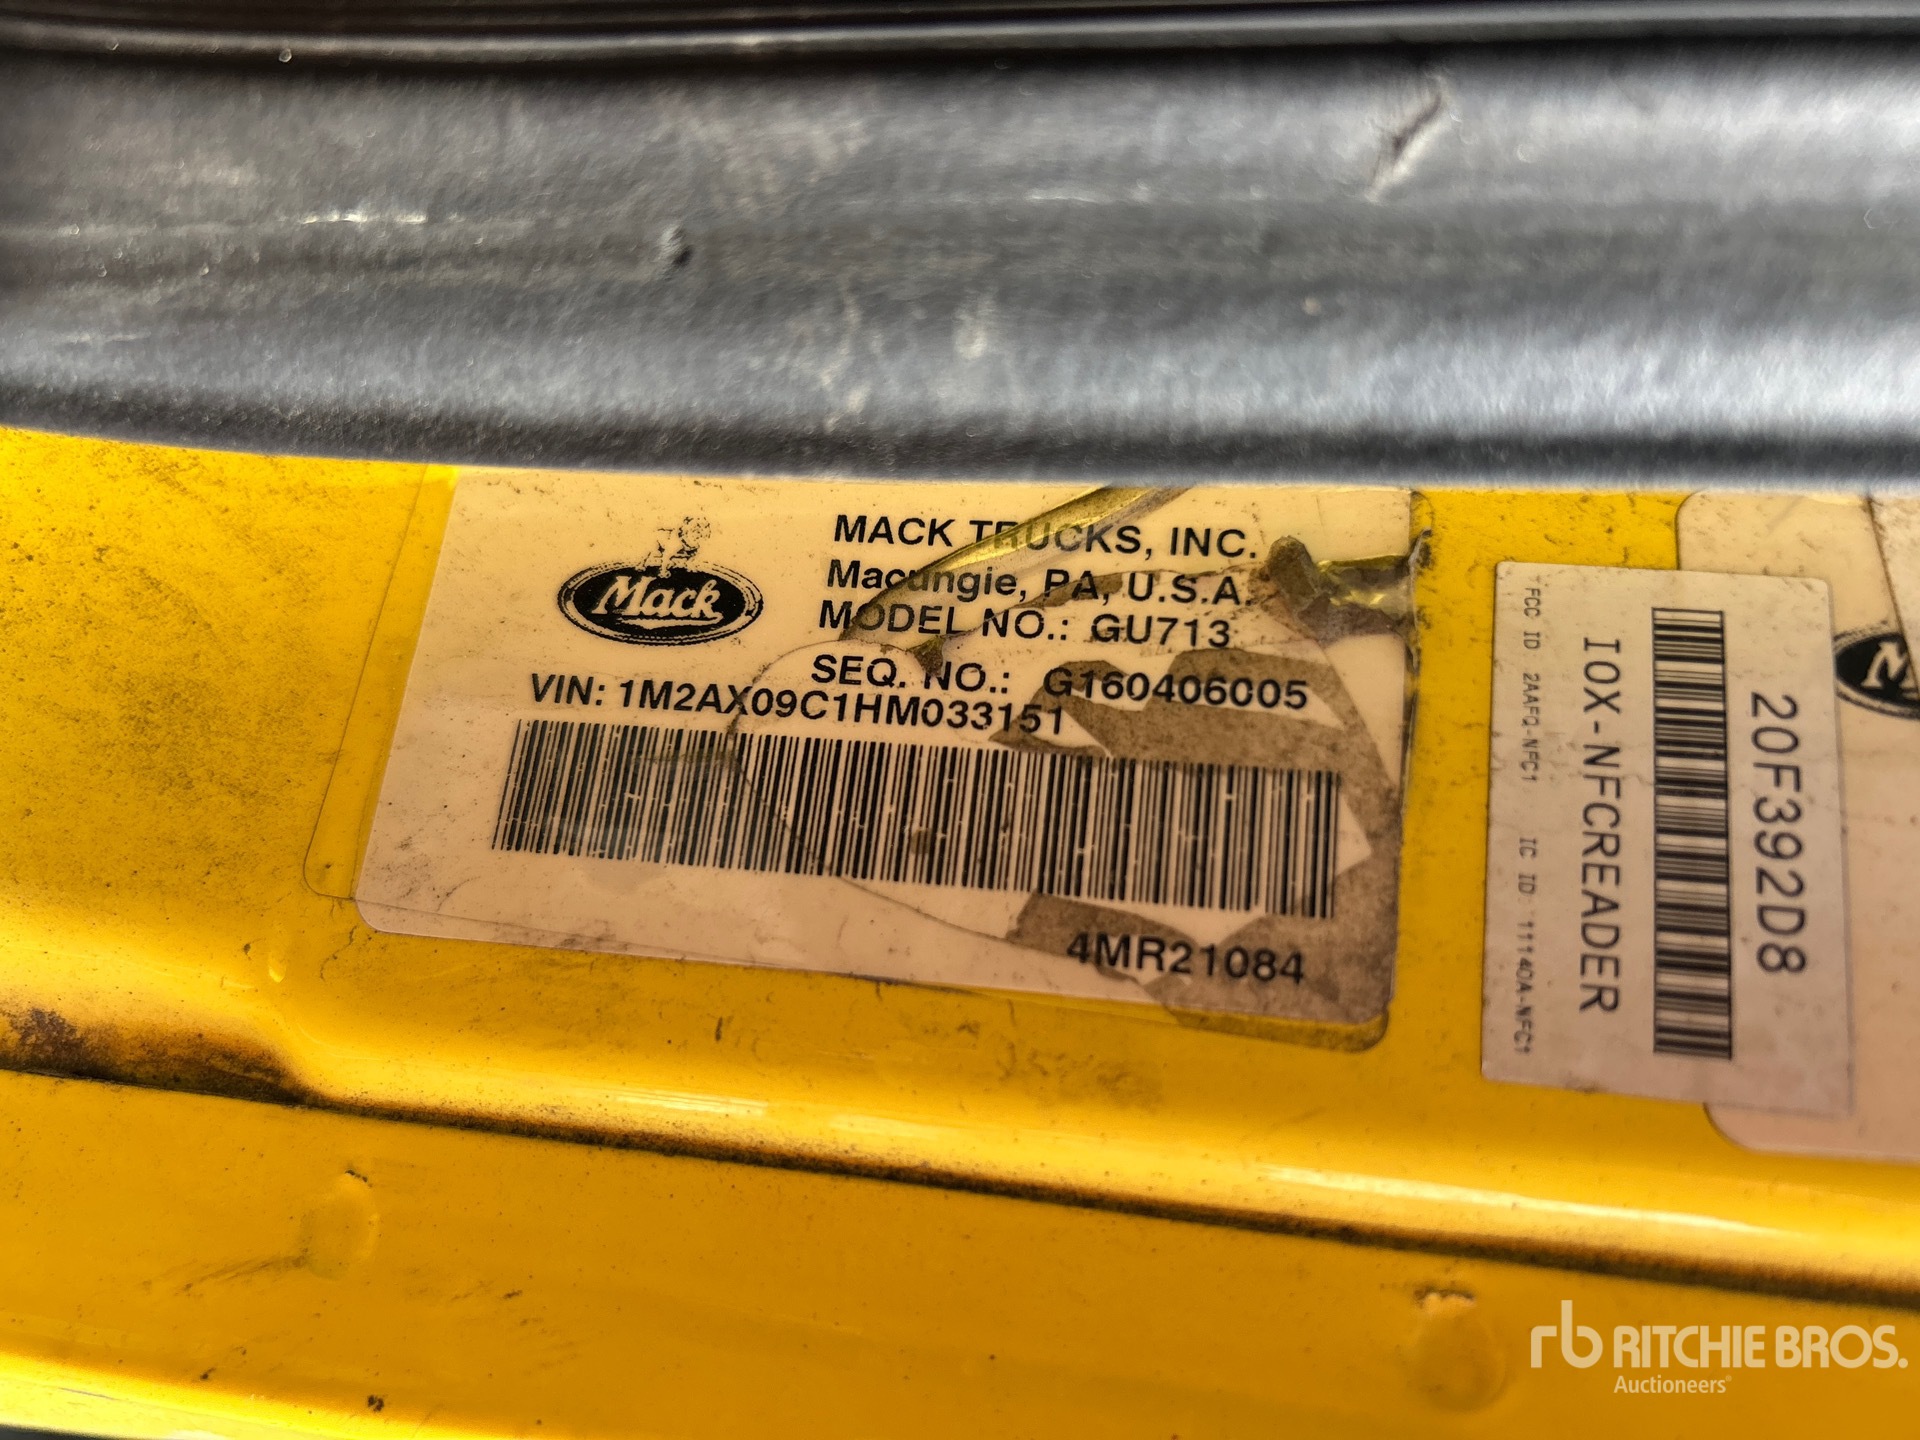 Mack
MACK TRUCKS, INC.
Macungie, PA, U.S.A.
MODEL NO.: GU713
SEQ. NO.: G160406005
VIN: 1M2AX09C1HM033151
4MR21084
20F392D8
IOX-NFCREADER
FCC ID 2AAFQ-NFC1 IC ID: 11140A-NFC1
M
rb RITCHIE BROS.
Auctioneers